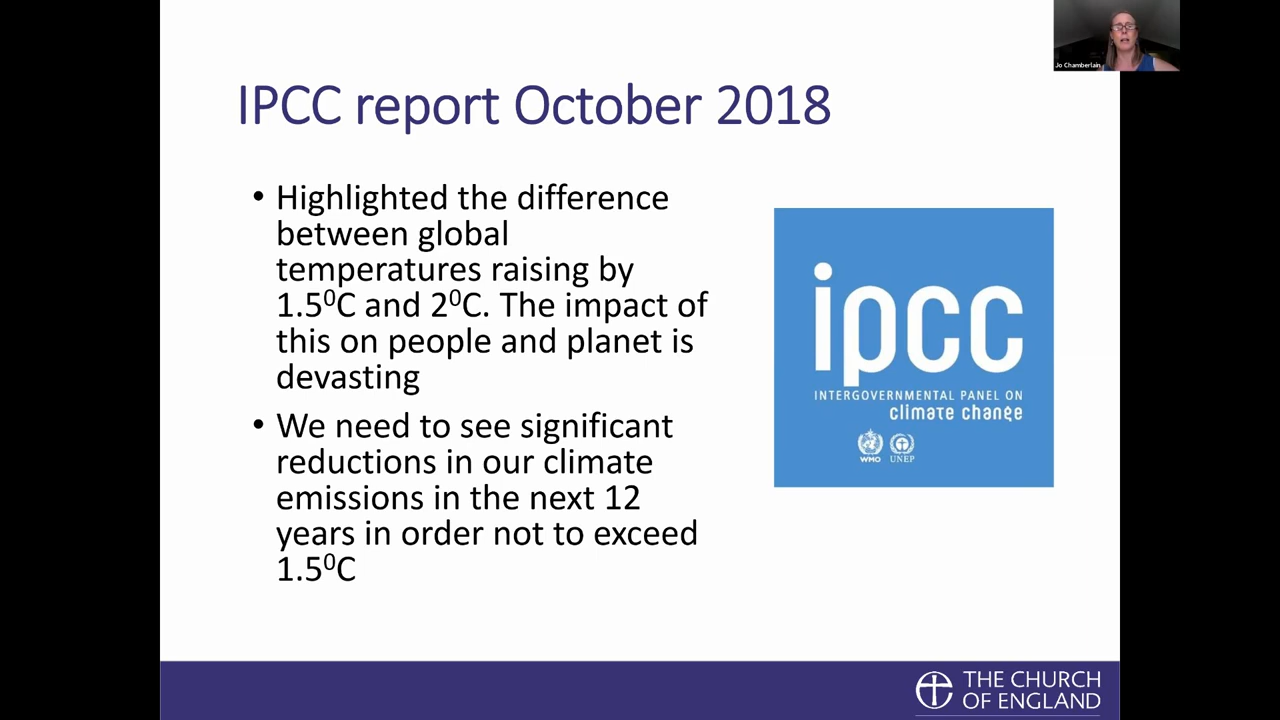 Jo Chamberlain
IPCC report October 2018
• Highlighted the difference
between global
temperatures raising by
1.5⁰C and 2⁰C. The impact of
this on people and planet is
devasting
• We need to see significant
reductions in our climate
emissions in the next 12
years in order not to exceed
1.5⁰C
ipcc
INTERGOVERNMENTAL PANEL ON
climate change
WMO UNEP
THE CHURCH
OF ENGLAND